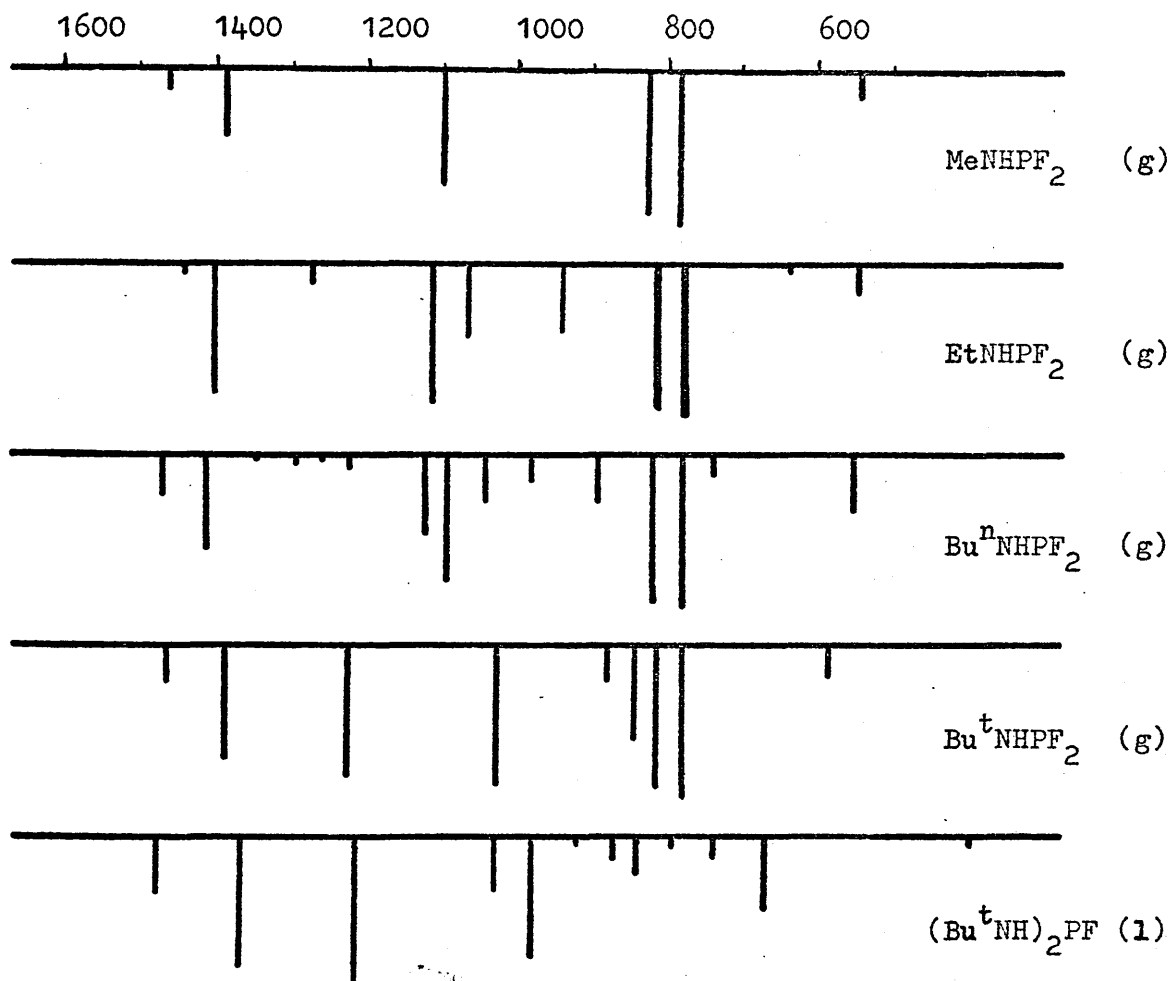 1600 1400 1200 1000 800 600
MeNHPF₂ (g)
EtNHPF₂ (g)
BuⁿNHPF₂ (g)
BuᵗNHPF₂ (g)
(BuᵗNH)₂PF (l)